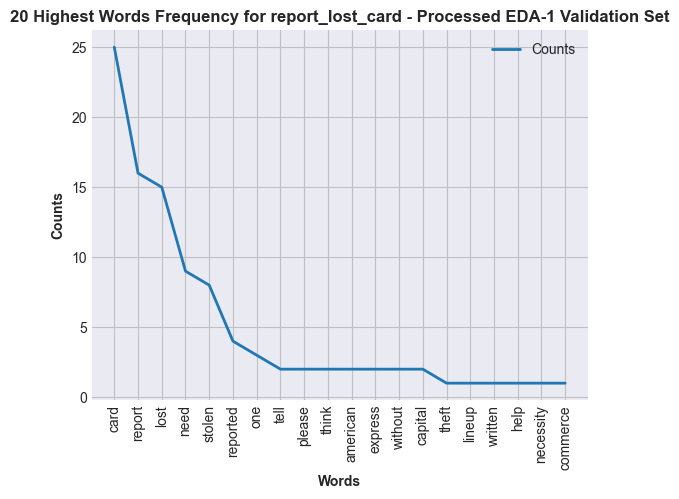 20 Highest Words Frequency for report_lost_card - Processed EDA-1 Validation Set
Counts
25
20
15
10
5
0
Counts
card
report
lost
need
stolen
reported
one
tell
please
think
american
express
without
capital
theft
lineup
written
help
necessity
commerce
Words